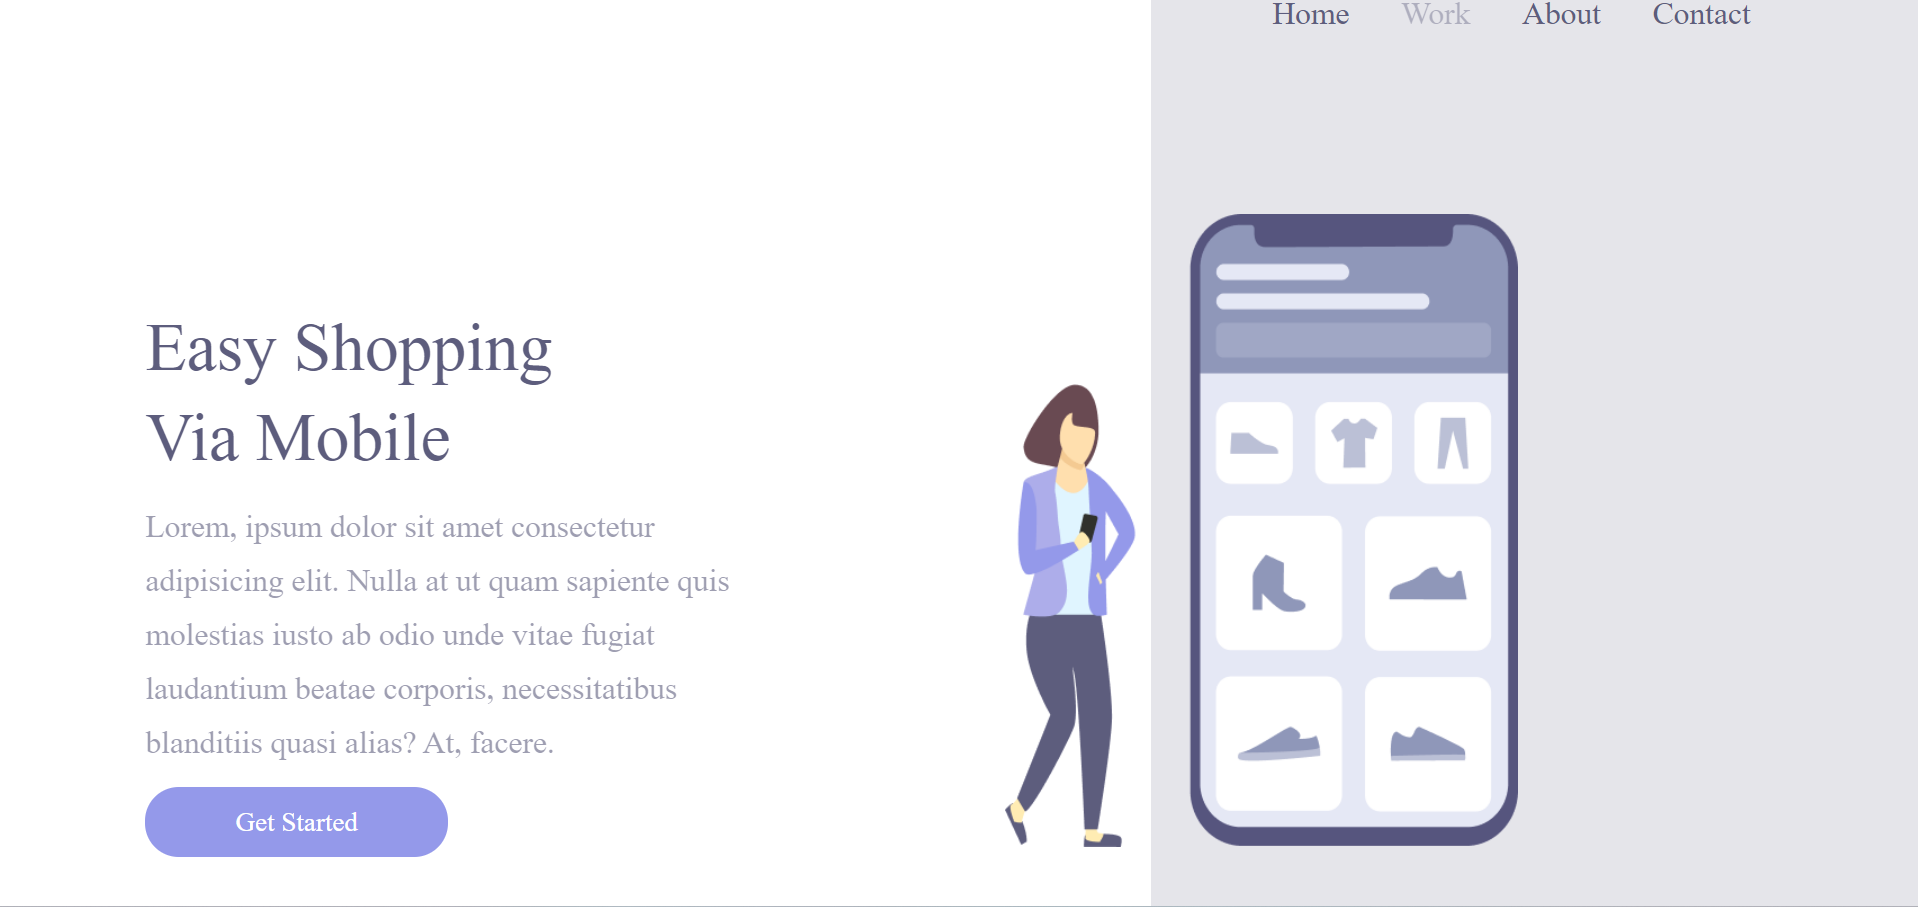 Home Work About Contact
Easy Shopping
Via Mobile
Lorem, ipsum dolor sit amet consectetur
adipisicing elit. Nulla at ut quam sapiente quis
molestias iusto ab odio unde vitae fugiat
laudantium beatae corporis, necessitatibus
blanditiis quasi alias? At, facere.
Get Started